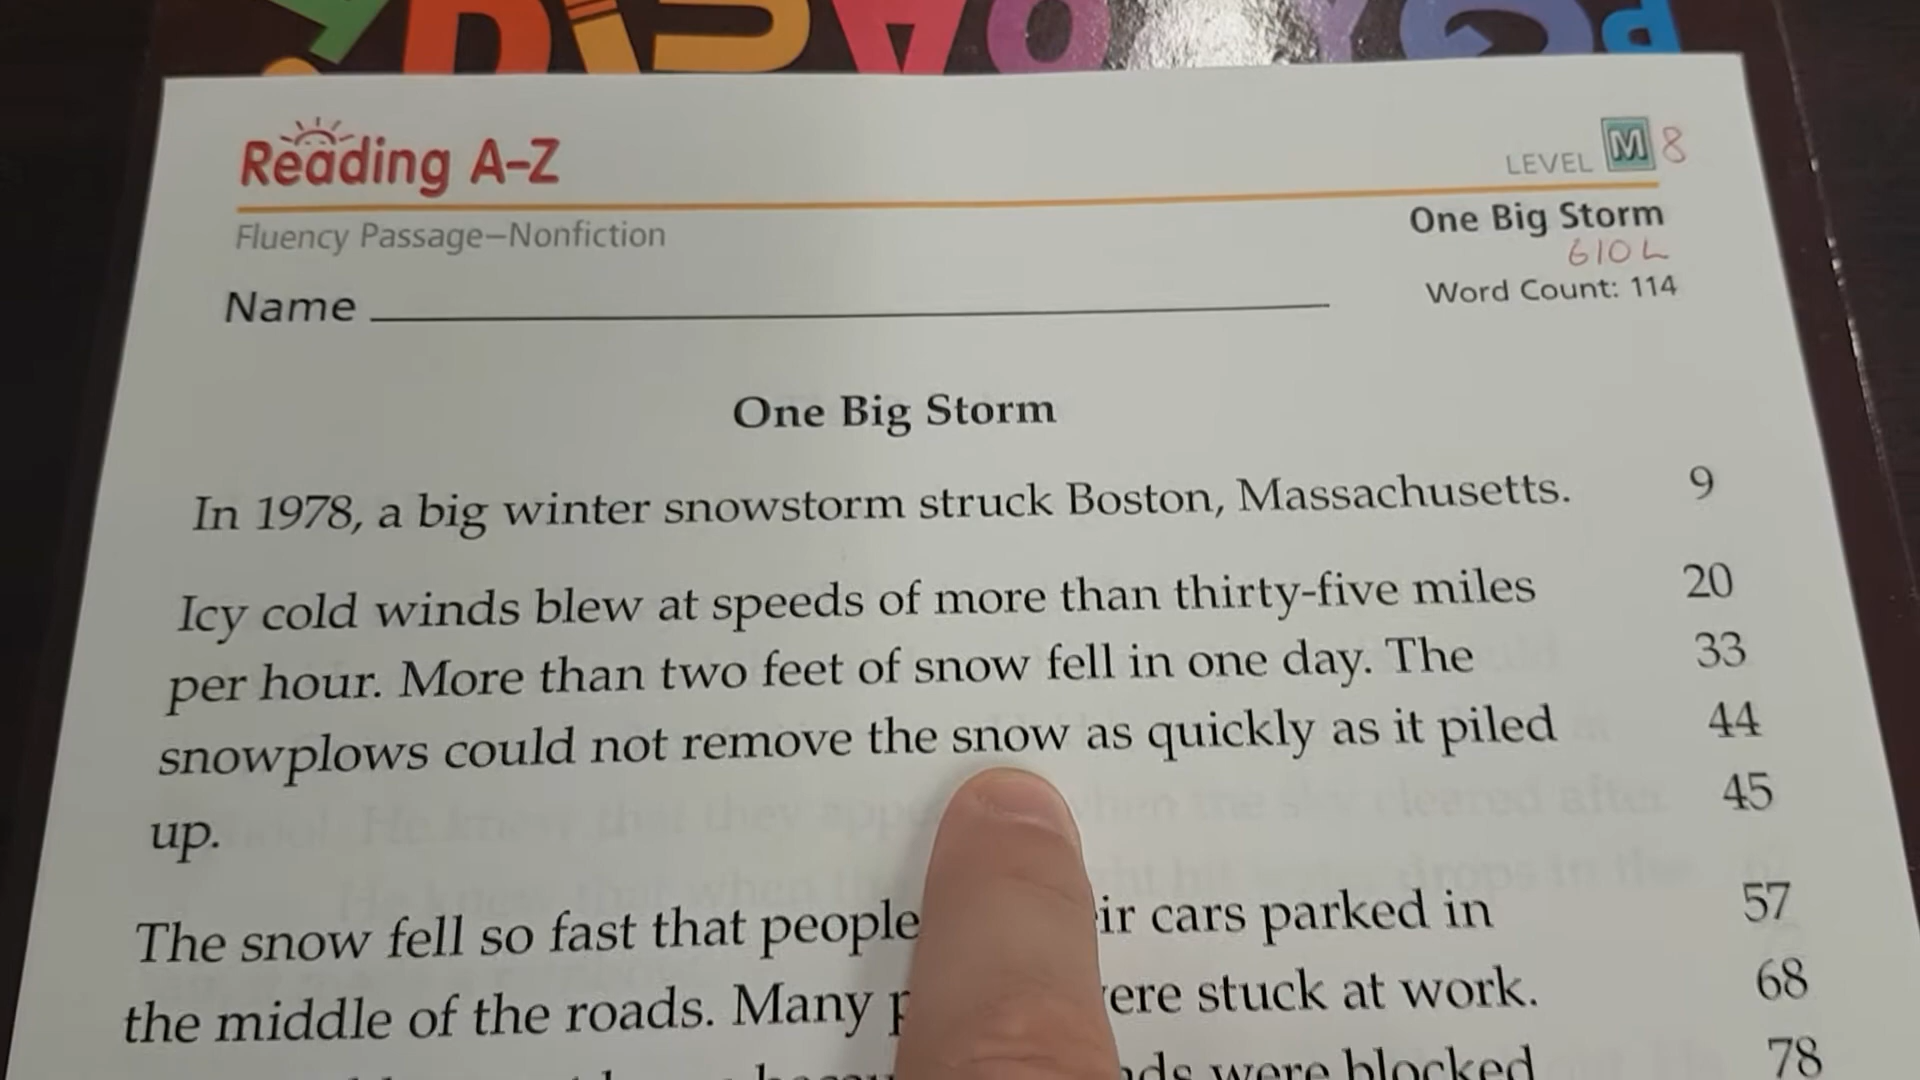 Reading A-Z
LEVEL M 8
Fluency Passage—Nonfiction
One Big Storm
610L
Name
Word Count: 114
One Big Storm
In 1978, a big winter snowstorm struck Boston, Massachusetts. 9
Icy cold winds blew at speeds of more than thirty-five miles 20
per hour. More than two feet of snow fell in one day. The 33
snowplows could not remove the snow as quickly as it piled 44
up. 45
The snow fell so fast that people cars parked in 57
the middle of the roads. Many stuck at work. 68
were blocked 78